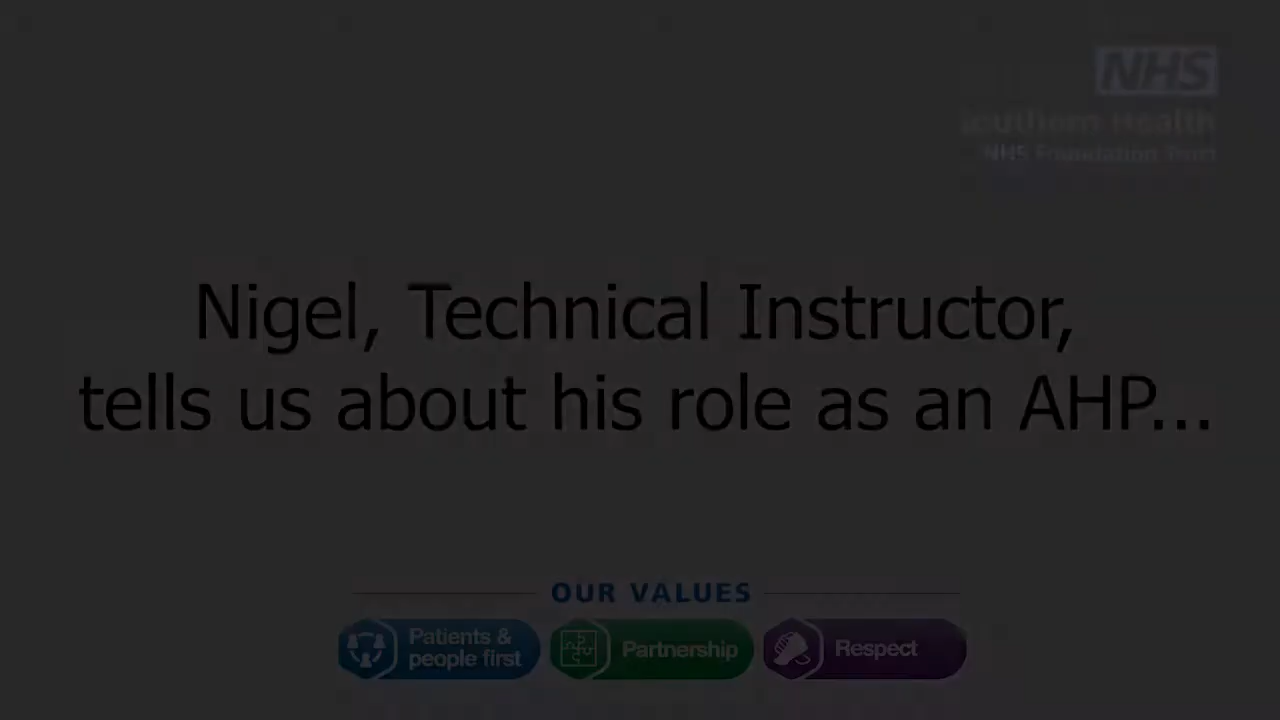 NHS
Southern Health
NHS Foundation Trust
Nigel, Technical Instructor,
tells us about his role as an AHP...
OUR VALUES
Patients &
people first
Partnership
Respect